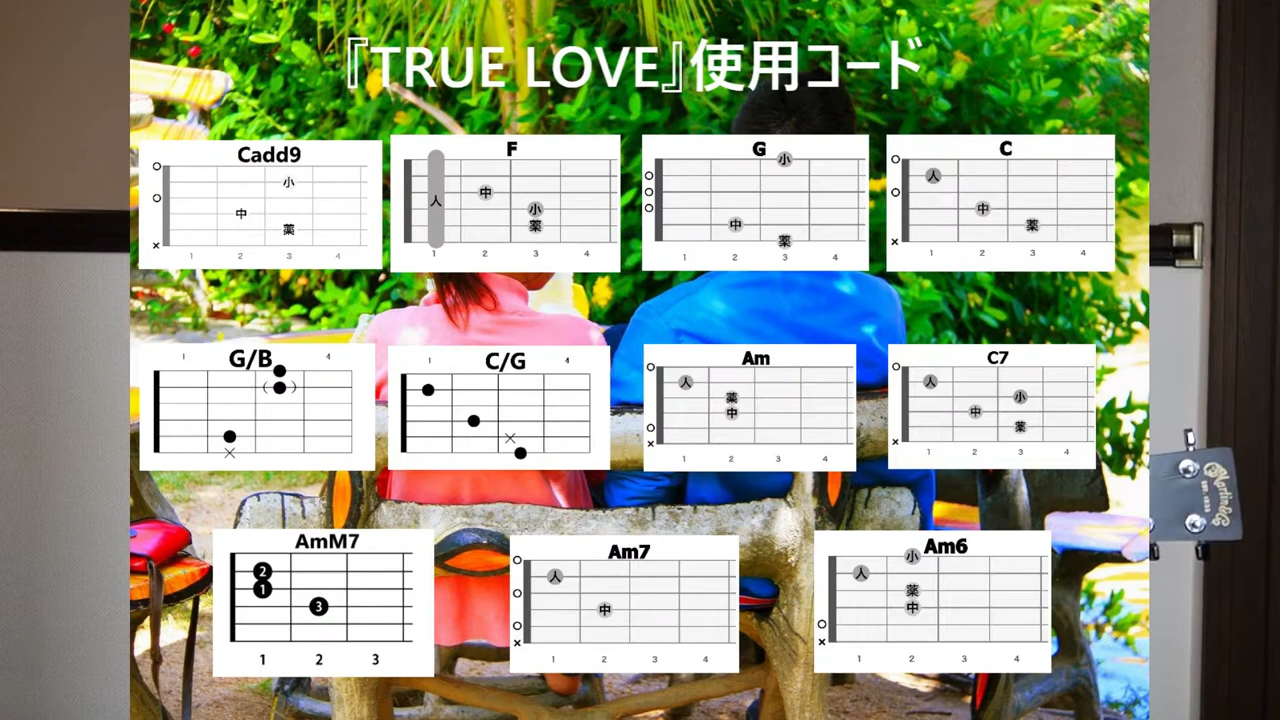 『TRUE LOVE』使用コード
Cadd9
小
中
薬
1 2 3 4
F
人
中
小
薬
1 2 3 4
G
小
中
薬
1 2 3 4
C
人
中
薬
1 2 3 4
1 4
G/B
( )
×
1 4
C/G
×
Am
人
薬
中
1 2 3 4
C7
人
小
中
薬
1 2 3 4
AmM7
2
1
3
1 2 3
Am7
人
中
1 2 3 4
Am6
小
人
薬
中
1 2 3 4
Martin & Co.
EST. 1833